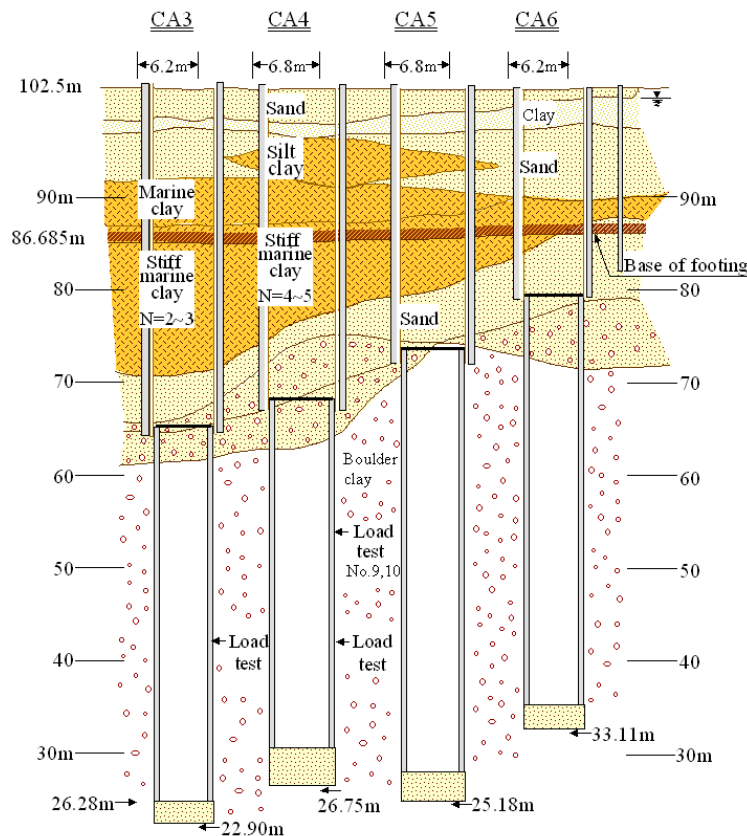 CA3 CA4 CA5 CA6
6.2m 6.8m 6.8m 6.2m
102.5m
Sand
Clay
Silt
clay
Sand
90m
Marine
clay
90m
86.685m
Stiff
marine
clay
N=2~3
Stiff
marine
clay
N=4~5
Base of footing
80
80
Sand
70
70
60
Boulder
clay
60
Load
test
No.9,10
50
50
Load
test
Load
test
40
40
30m
33.11m
30m
26.28m
26.75m
25.18m
22.90m